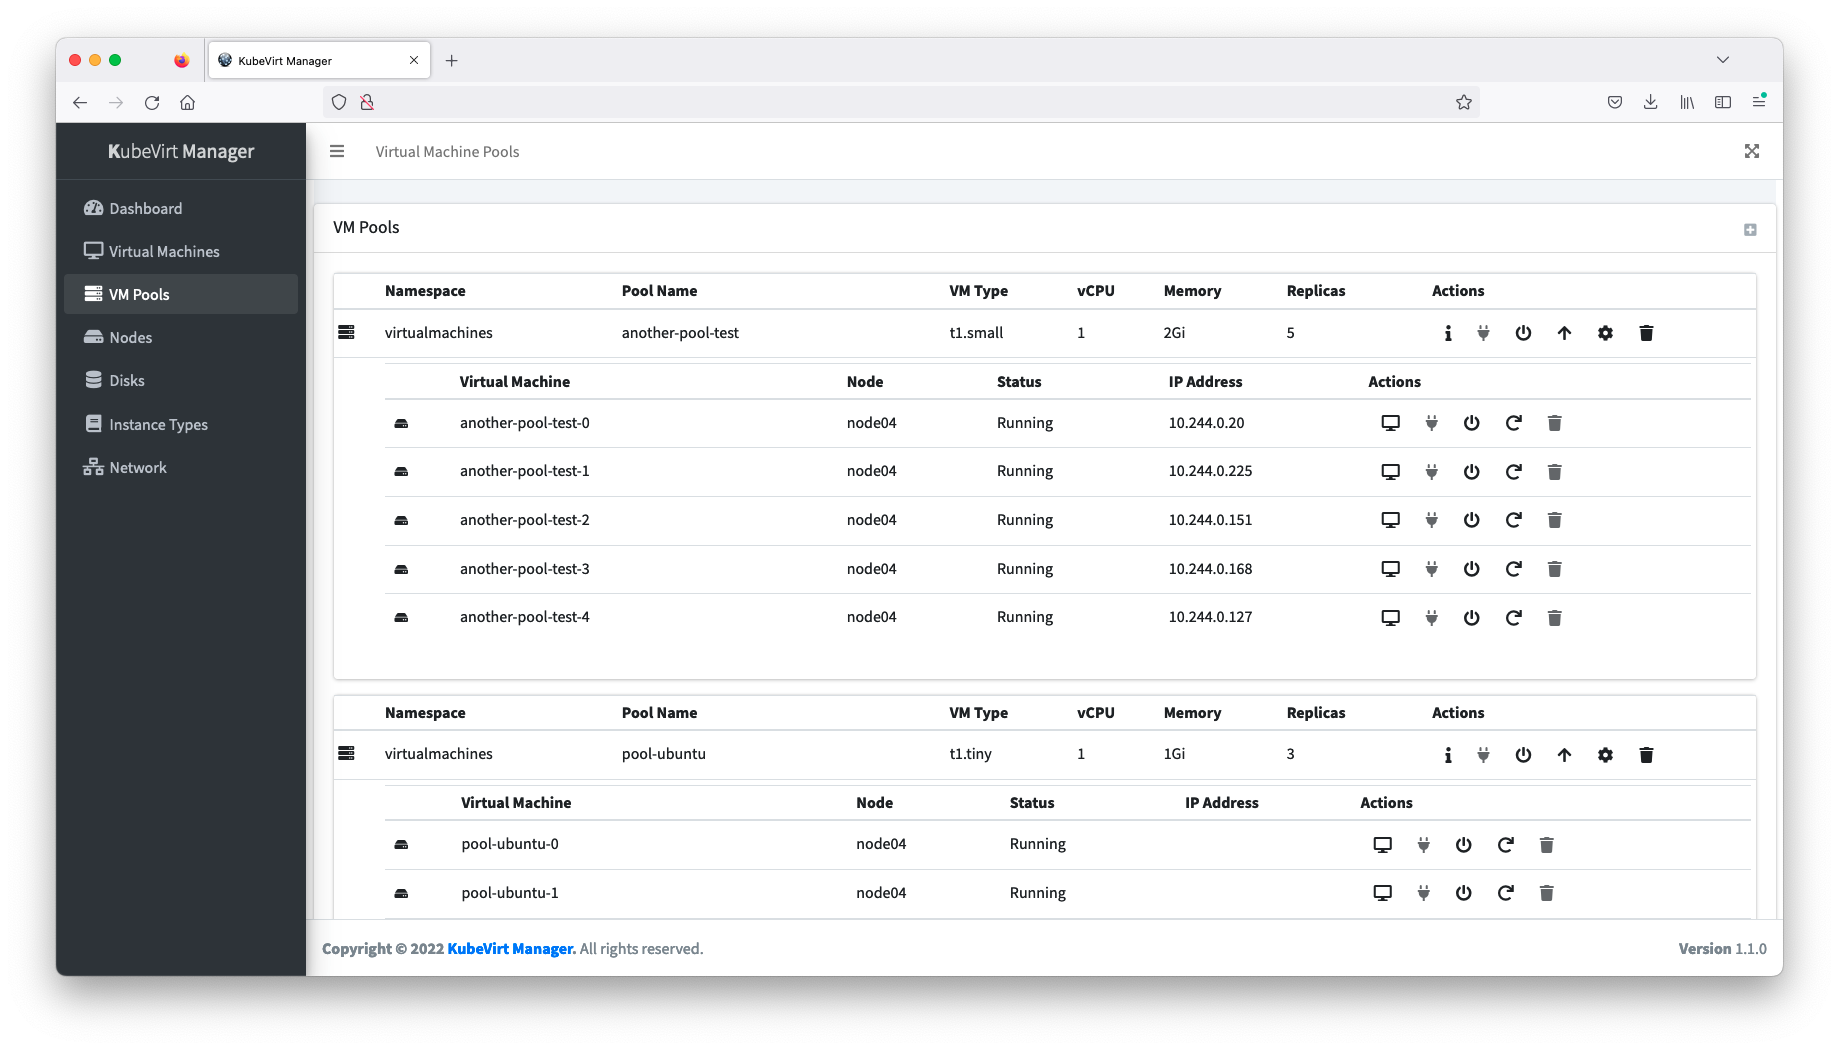 KubeVirt Manager
KubeVirt Manager
Virtual Machine Pools
Dashboard
Virtual Machines
VM Pools
Nodes
Disks
Instance Types
Network
VM Pools
Namespace Pool Name VM Type vCPU Memory Replicas Actions
virtualmachines another-pool-test t1.small 1 2Gi 5
Virtual Machine Node Status IP Address Actions
another-pool-test-0 node04 Running 10.244.0.20
another-pool-test-1 node04 Running 10.244.0.225
another-pool-test-2 node04 Running 10.244.0.151
another-pool-test-3 node04 Running 10.244.0.168
another-pool-test-4 node04 Running 10.244.0.127
Namespace Pool Name VM Type vCPU Memory Replicas Actions
virtualmachines pool-ubuntu t1.tiny 1 1Gi 3
Virtual Machine Node Status IP Address Actions
pool-ubuntu-0 node04 Running
pool-ubuntu-1 node04 Running
Copyright © 2022 KubeVirt Manager. All rights reserved.
Version 1.1.0